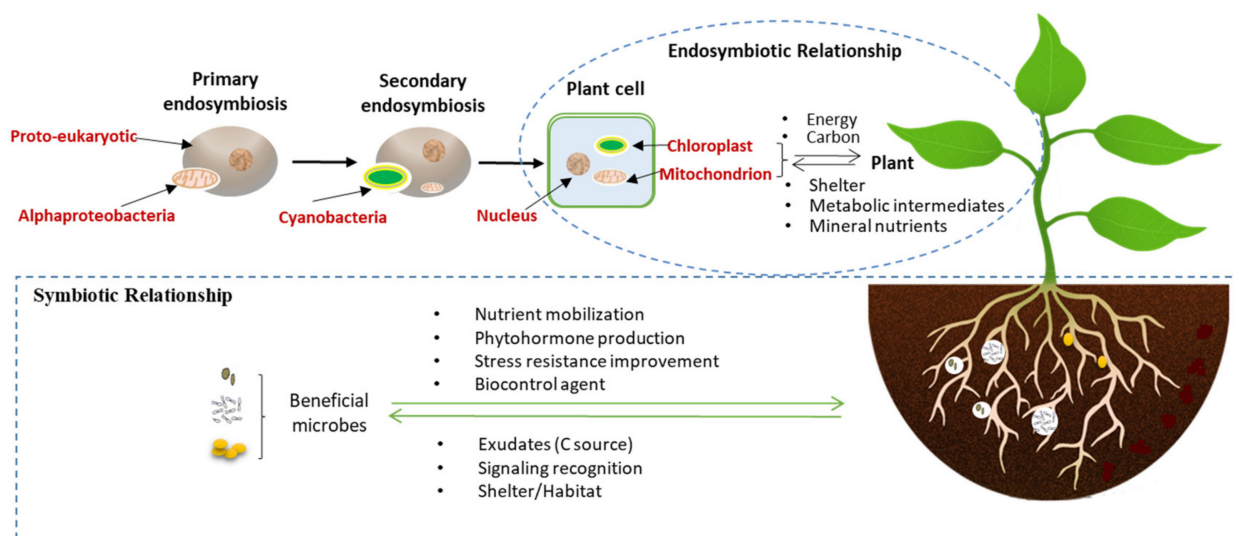 Endosymbiotic Relationship
Primary
endosymbiosis
Secondary
endosymbiosis
Plant cell
Proto-eukaryotic
Alphaproteobacteria
Cyanobacteria
Nucleus
Chloroplast
Mitochondrion
• Energy
• Carbon
Plant
• Shelter
• Metabolic intermediates
• Mineral nutrients
Symbiotic Relationship
• Nutrient mobilization
• Phytohormone production
• Stress resistance improvement
• Biocontrol agent
Beneficial
microbes
• Exudates (C source)
• Signaling recognition
• Shelter/Habitat